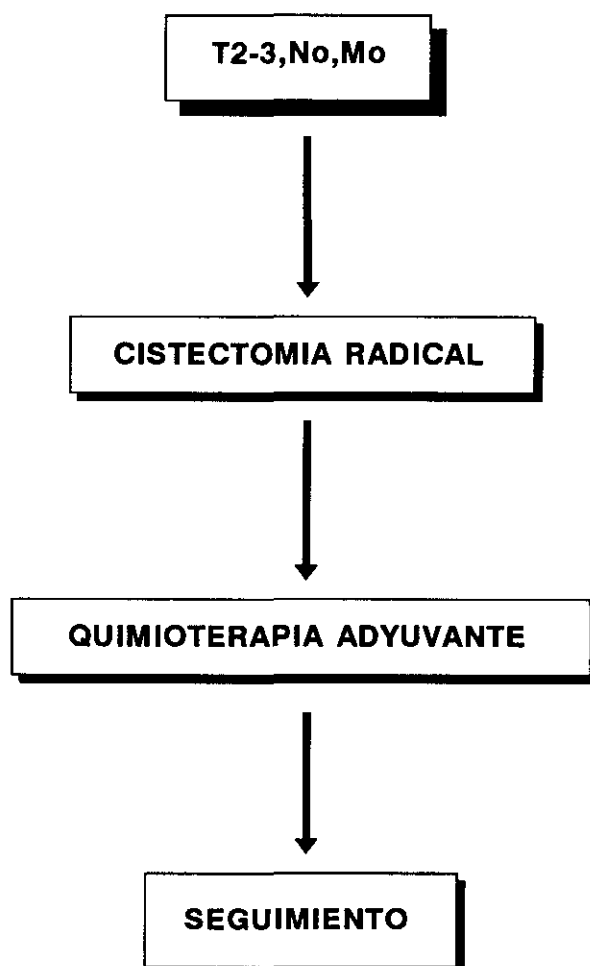 T2-3,No,Mo
CISTECTOMIA RADICAL
QUIMIOTERAPIA ADYUVANTE
SEGUIMIENTO